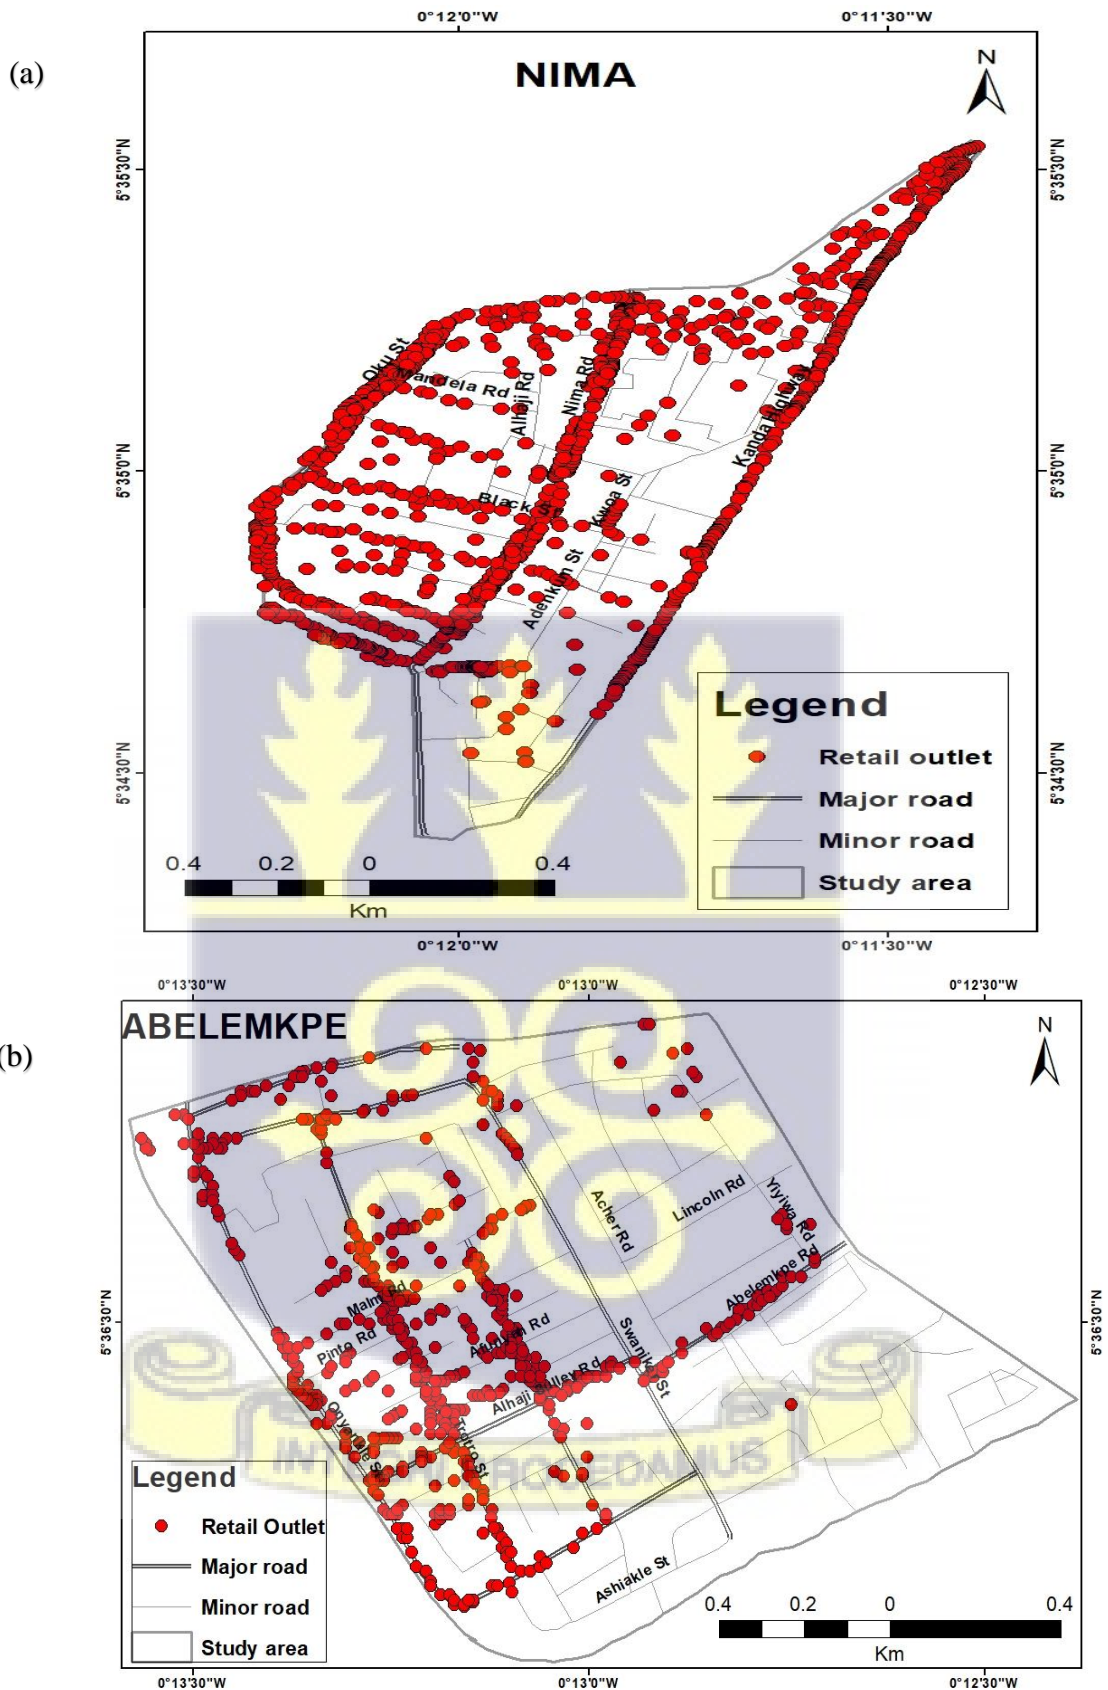 (a)
0°12'0"W 0°11'30"W
NIMA
N
5°35'30"N 5°35'30"N
Oku St
Mandela Rd
Alhaji Rd
Nima Rd
Kanda Highway
5°35'0"N 5°35'0"N
Black St
Kwoa St
Adenkum St
Legend
Retail outlet
Major road
Minor road
Study area
5°34'30"N 5°34'30"N
0.4 0.2 0 0.4
Km
0°12'0"W 0°11'30"W
(b)
0°13'30"W 0°13'0"W 0°12'30"W
ABELEMKPE
N
Acher Rd
Lincoln Rd
Yiyiwa Rd
Abelemkpe Rd
Malm Rd
Pinto Rd
5°36'30"N 5°36'30"N
Swaniker St
Alhaji Rd
Trotro St
Ashiakle St
Legend
Retail Outlet
Major road
Minor road
Study area
0.4 0.2 0 0.4
Km
0°13'30"W 0°13'0"W 0°12'30"W